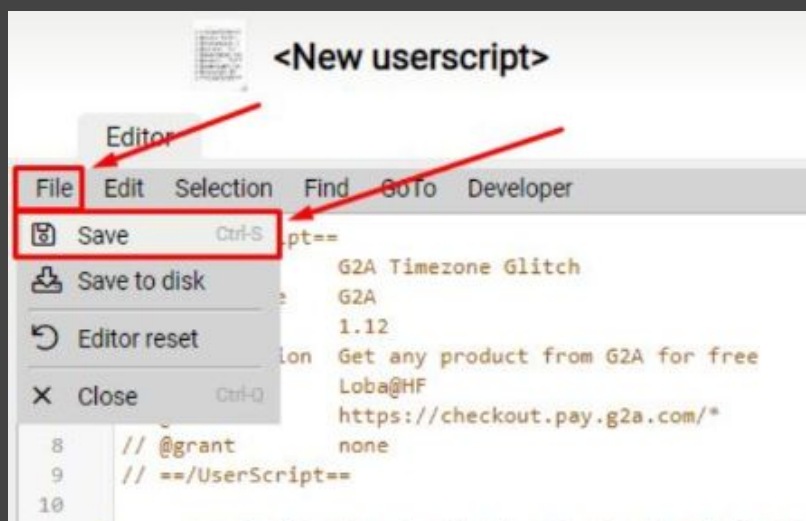 <New userscript>
Editor
File Edit Selection Find GoTo Developer
Save Ctrl-S
ipt==
Save to disk
G2A Timezone Glitch
G2A
Editor reset
1.12
ion Get any product from G2A for free
Close Ctrl-Q
Loba@HF
https://checkout.pay.g2a.com/*
8 // @grant none
9 // ==/UserScript==
10